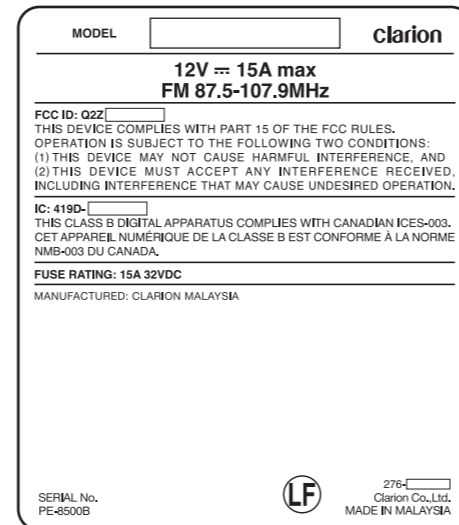 MODEL clarion
12V ⎓ 15A max
FM 87.5-107.9MHz
FCC ID: Q2Z
THIS DEVICE COMPLIES WITH PART 15 OF THE FCC RULES.
OPERATION IS SUBJECT TO THE FOLLOWING TWO CONDITIONS:
(1) THIS DEVICE MAY NOT CAUSE HARMFUL INTERFERENCE, AND
(2) THIS DEVICE MUST ACCEPT ANY INTERFERENCE RECEIVED,
INCLUDING INTERFERENCE THAT MAY CAUSE UNDESIRED OPERATION.
IC: 419D-
THIS CLASS B DIGITAL APPARATUS COMPLIES WITH CANADIAN ICES-003.
CET APPAREIL NUMÉRIQUE DE LA CLASSE B EST CONFORME À LA NORME
NMB-003 DU CANADA.
FUSE RATING: 15A 32VDC
MANUFACTURED: CLARION MALAYSIA
SERIAL No.
PE-8500B
LF
276-
Clarion Co.,Ltd.
MADE IN MALAYSIA